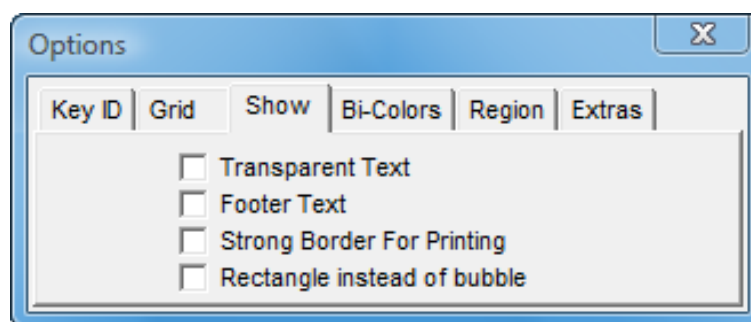 Options
Key ID Grid Show Bi-Colors Region Extras
Transparent Text
Footer Text
Strong Border For Printing
Rectangle instead of bubble